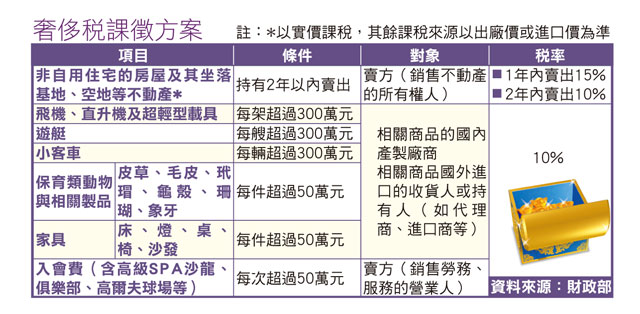 奢侈税課徵方案
註：*以實價課稅，其餘課稅來源以出廠價或進口價為準
項目 條件 對象 稅率
非自用住宅的房屋及其坐落
基地、空地等不動產*
持有2年以內賣出
賣方（銷售不動產
的所有權人）
■1年內賣出15%
■2年內賣出10%
飛機、直升機及超輕型載具 每架超過300萬元
遊艇 每艘超過300萬元
小客車 每輛超過300萬元
保育類動物
與相關製品
皮草、毛皮、玳
瑁、龜殼、珊
瑚、象牙
每件超過50萬元
家具
床、燈、桌、
椅、沙發
每件超過50萬元
相關商品的國內
產製廠商
相關商品國外進
口的收貨人或持
有人（如代理
商、進口商等）
10%
入會費（含高級SPA沙龍、
俱樂部、高爾夫球場等）
每次超過50萬元
賣方（銷售勞務、
服務的營業人）
資料來源：財政部